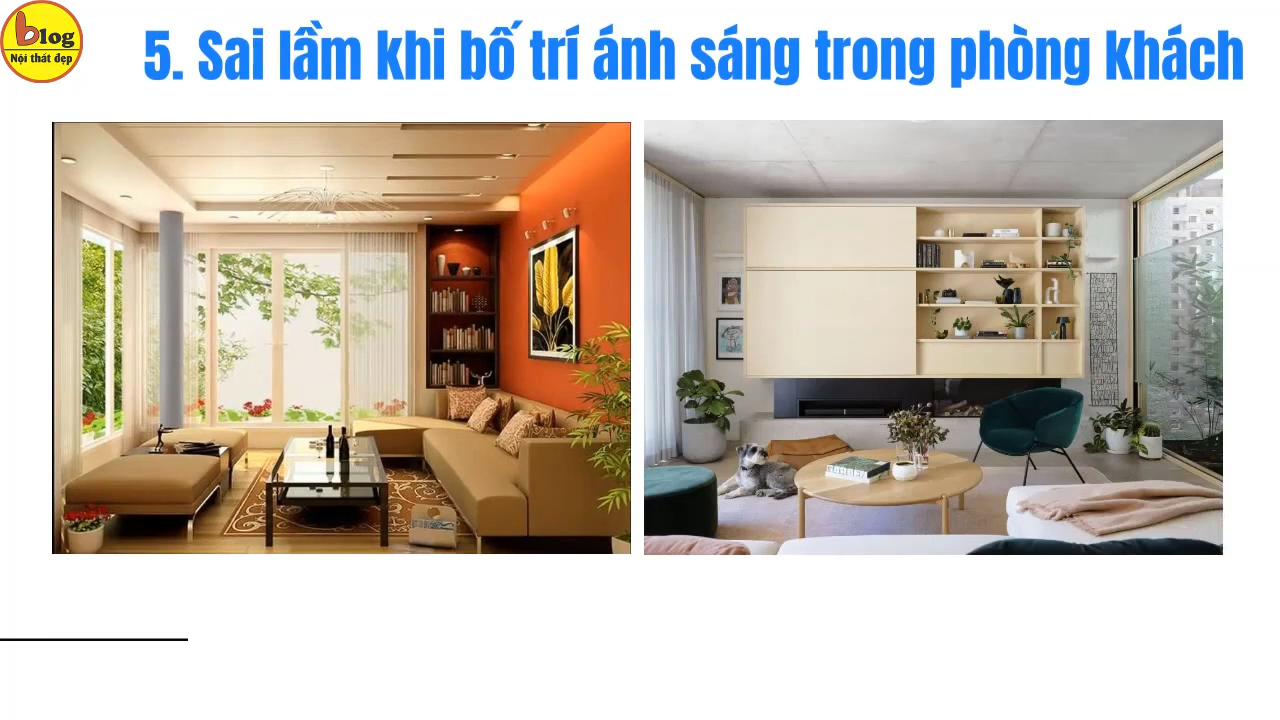 blog
Nội thất đẹp
5. Sai lầm khi bố trí ánh sáng trong phòng khách